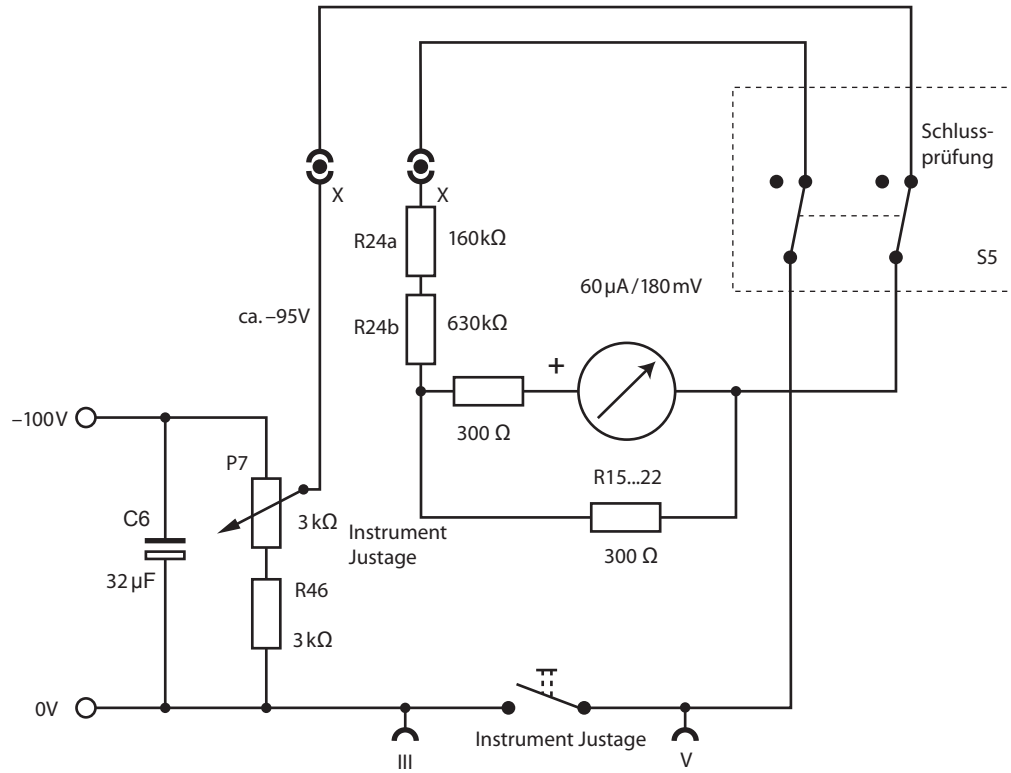 Schluss-
prüfung
X
X
R24a
160kΩ
S5
60µA/180mV
ca. –95V
R24b
630kΩ
+
–100V
300 Ω
P7
R15...22
C6
3kΩ
Instrument
Justage
300 Ω
32µF
R46
3kΩ
0V
Instrument Justage
III
V